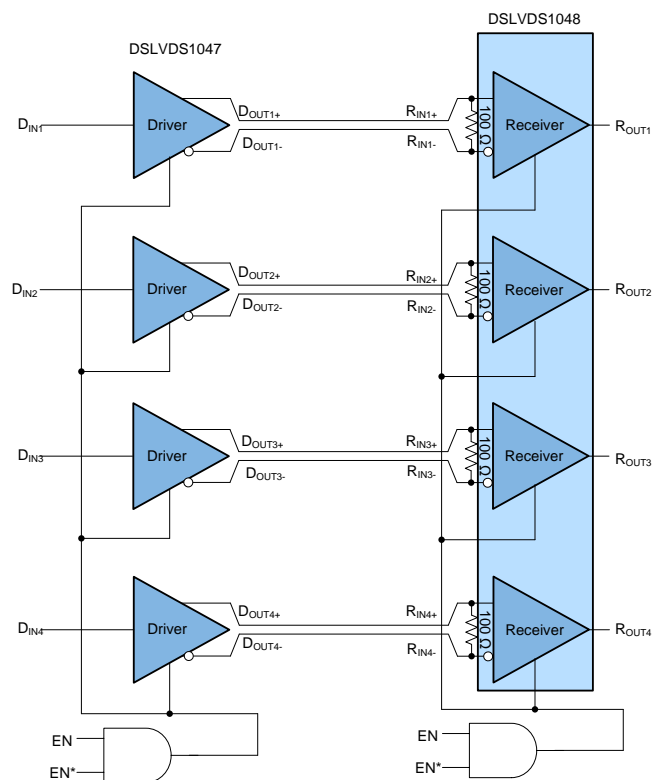 DSLVDS1047
DSLVDS1048
DIN1
Driver
DOUT1+
DOUT1-
RIN1+
RIN1-
100 Ω
Receiver
ROUT1
DIN2
Driver
DOUT2+
DOUT2-
RIN2+
RIN2-
100 Ω
Receiver
ROUT2
DIN3
Driver
DOUT3+
DOUT3-
RIN3+
RIN3-
100 Ω
Receiver
ROUT3
DIN4
Driver
DOUT4+
DOUT4-
RIN4+
RIN4-
100 Ω
Receiver
ROUT4
EN
EN*
EN
EN*